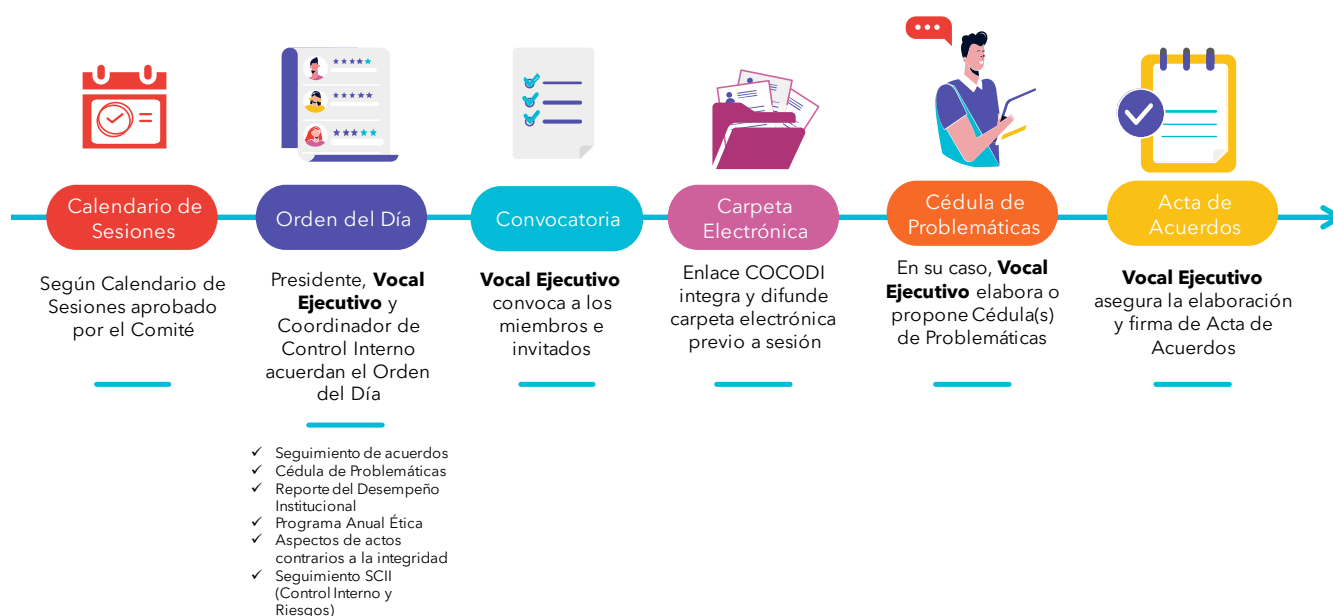 Calendario de
Sesiones
Según Calendario de
Sesiones aprobado
por el Comité
Orden del Día
Presidente, Vocal
Ejecutivo y
Coordinador de
Control Interno
acuerdan el Orden
del Día
✓ Seguimiento de acuerdos
✓ Cédula de Problemáticas
✓ Reporte del Desempeño
Institucional
✓ Programa Anual Ética
✓ Aspectos de actos
contrarios a la integridad
✓ Seguimiento SCII
(Control Interno y
Riesgos)
Convocatoria
Vocal Ejecutivo
convoca a los
miembros e
invitados
Carpeta
Electrónica
Enlace COCODI
integra y difunde
carpeta electrónica
previo a sesión
Cédula de
Problemáticas
En su caso, Vocal
Ejecutivo elabora o
propone Cédula(s)
de Problemáticas
Acta de
Acuerdos
Vocal Ejecutivo
asegura la elaboración
y firma de Acta de
Acuerdos